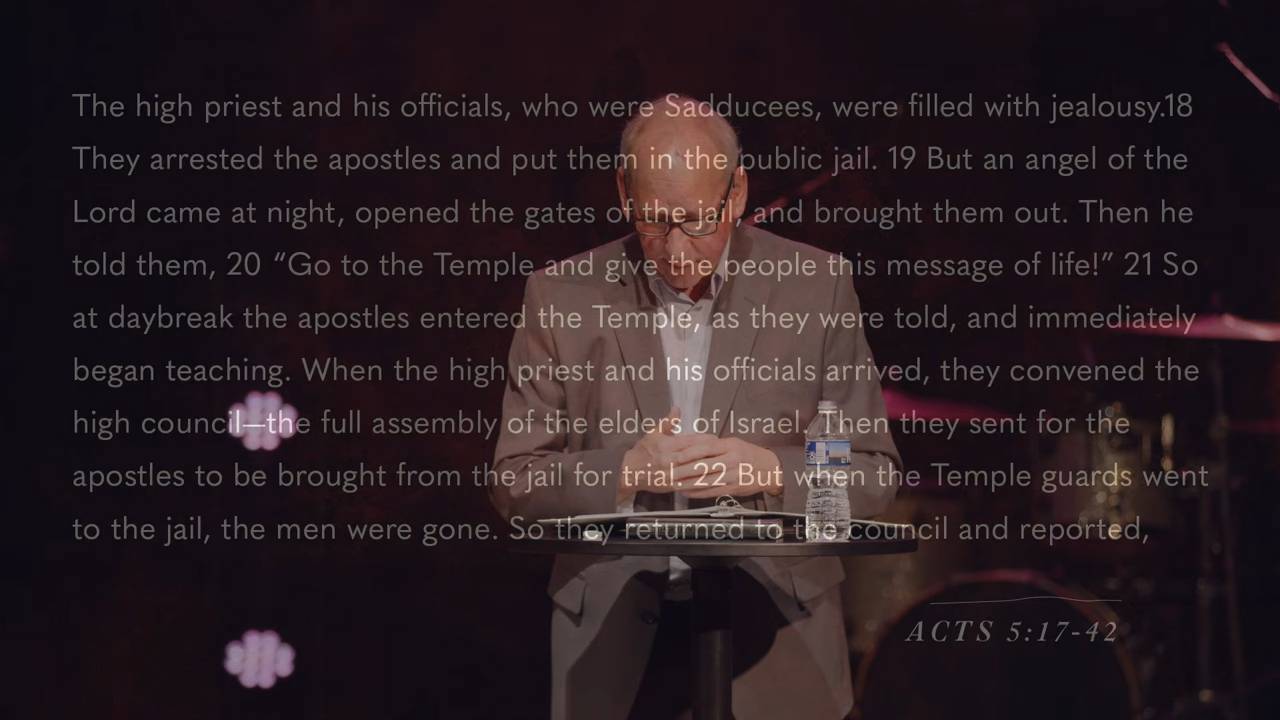 The high priest and his officials, who were Sadducees, were filled with jealousy.18
They arrested the apostles and put them in the public jail. 19 But an angel of the
Lord came at night, opened the gates of the jail, and brought them out. Then he
told them, 20 “Go to the Temple and give the people this message of life!” 21 So
at daybreak the apostles entered the Temple, as they were told, and immediately
began teaching. When the high priest and his officials arrived, they convened the
high council—the full assembly of the elders of Israel. Then they sent for the
apostles to be brought from the jail for trial. 22 But when the Temple guards went
to the jail, the men were gone. So they returned to the council and reported,
ACTS 5:17-42